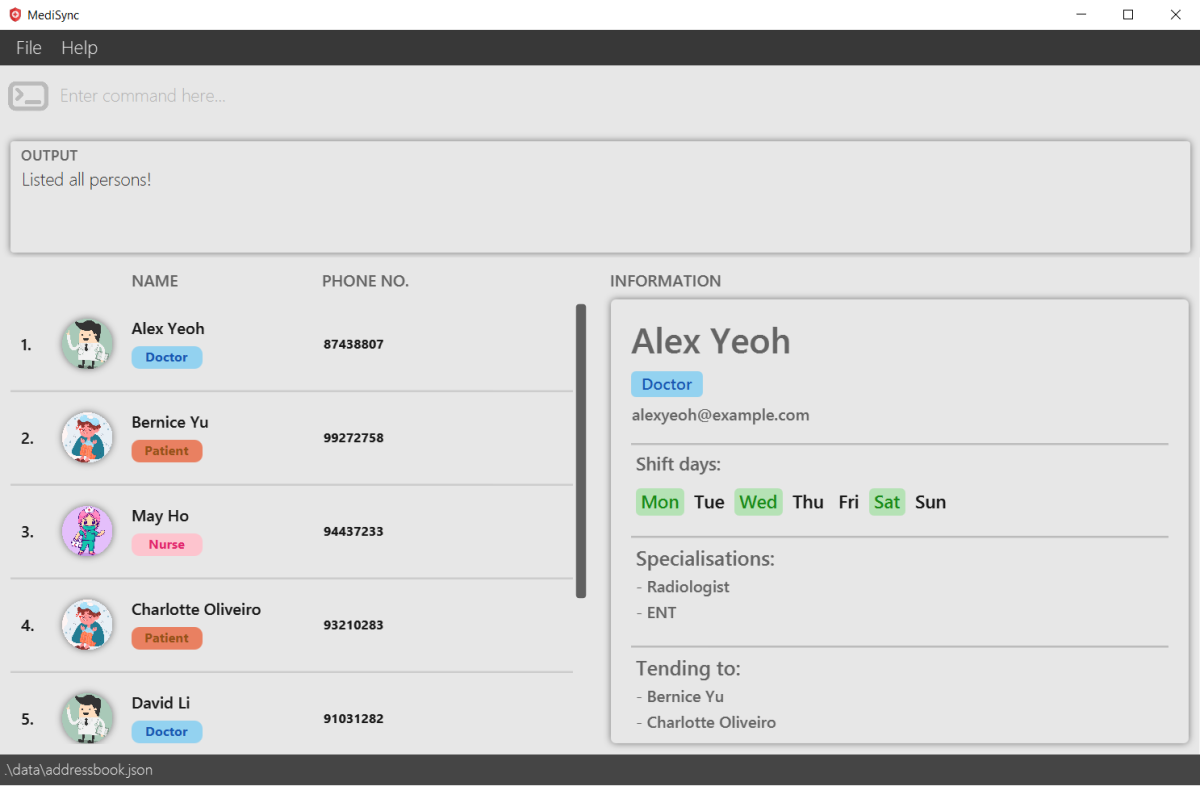 MediSync
File Help
Enter command here...
OUTPUT
Listed all persons!
NAME PHONE NO.
1. Alex Yeoh 87438807
Doctor
2. Bernice Yu 99272758
Patient
3. May Ho 94437233
Nurse
4. Charlotte Oliveiro 93210283
Patient
5. David Li 91031282
Doctor
INFORMATION
Alex Yeoh
Doctor
alexyeoh@example.com
Shift days:
Mon Tue Wed Thu Fri Sat Sun
Specialisations:
- Radiologist
- ENT
Tending to:
- Bernice Yu
- Charlotte Oliveiro
.\data\addressbook.json